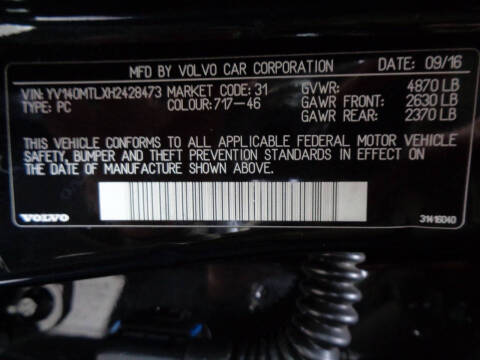 MFD BY VOLVO CAR CORPORATION DATE: 09/16
VIN: YV140MTLXH2428473 MARKET CODE: 31 GVWR: 4870 LB
TYPE: PC COLOUR: 717-46 GAWR FRONT: 2630 LB
GAWR REAR: 2370 LB
THIS VEHICLE CONFORMS TO ALL APPLICABLE FEDERAL MOTOR VEHICLE
SAFETY, BUMPER AND THEFT PREVENTION STANDARDS IN EFFECT ON
THE DATE OF MANUFACTURE SHOWN ABOVE.
VOLVO 31416040